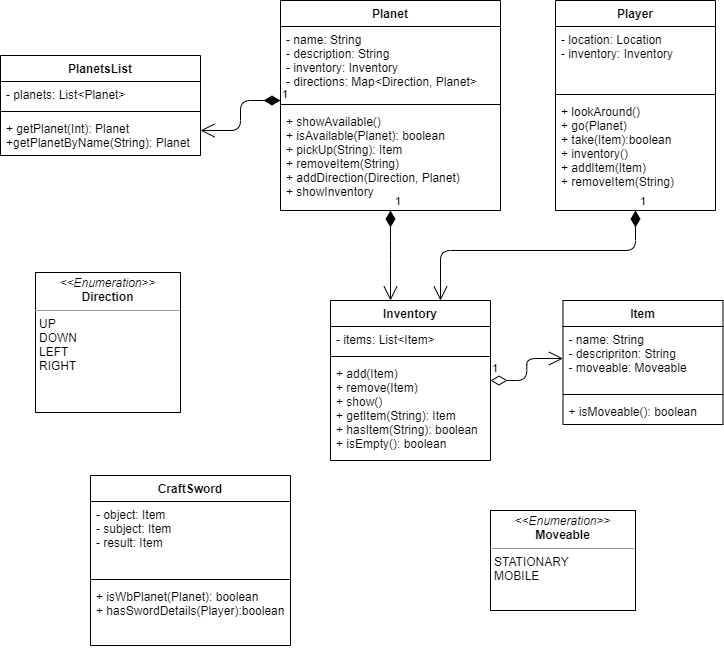 Planet
- name: String
- description: String
- inventory: Inventory
- directions: Map<Direction, Planet>
+ showAvailable()
+ isAvailable(Planet): boolean
+ pickUp(String): Item
+ removeItem(String)
+ addDirection(Direction, Planet)
+ showInventory
1
1
Player
- location: Location
- inventory: Inventory
+ lookAround()
+ go(Planet)
+ take(Item):boolean
+ inventory()
+ addItem(Item)
+ removeItem(String)
1
PlanetsList
- planets: List<Planet>
+ getPlanet(Int): Planet
+getPlanetByName(String): Planet
<<Enumeration>>
Direction
UP
DOWN
LEFT
RIGHT
Inventory
- items: List<Item>
+ add(Item)
+ remove(Item)
+ show()
+ getItem(String): Item
+ hasItem(String): boolean
+ isEmpty(): boolean
1
Item
- name: String
- descripriton: String
- moveable: Moveable
+ isMoveable(): boolean
CraftSword
- object: Item
- subject: Item
- result: Item
+ isWbPlanet(Planet): boolean
+ hasSwordDetails(Player):boolean
<<Enumeration>>
Moveable
STATIONARY
MOBILE